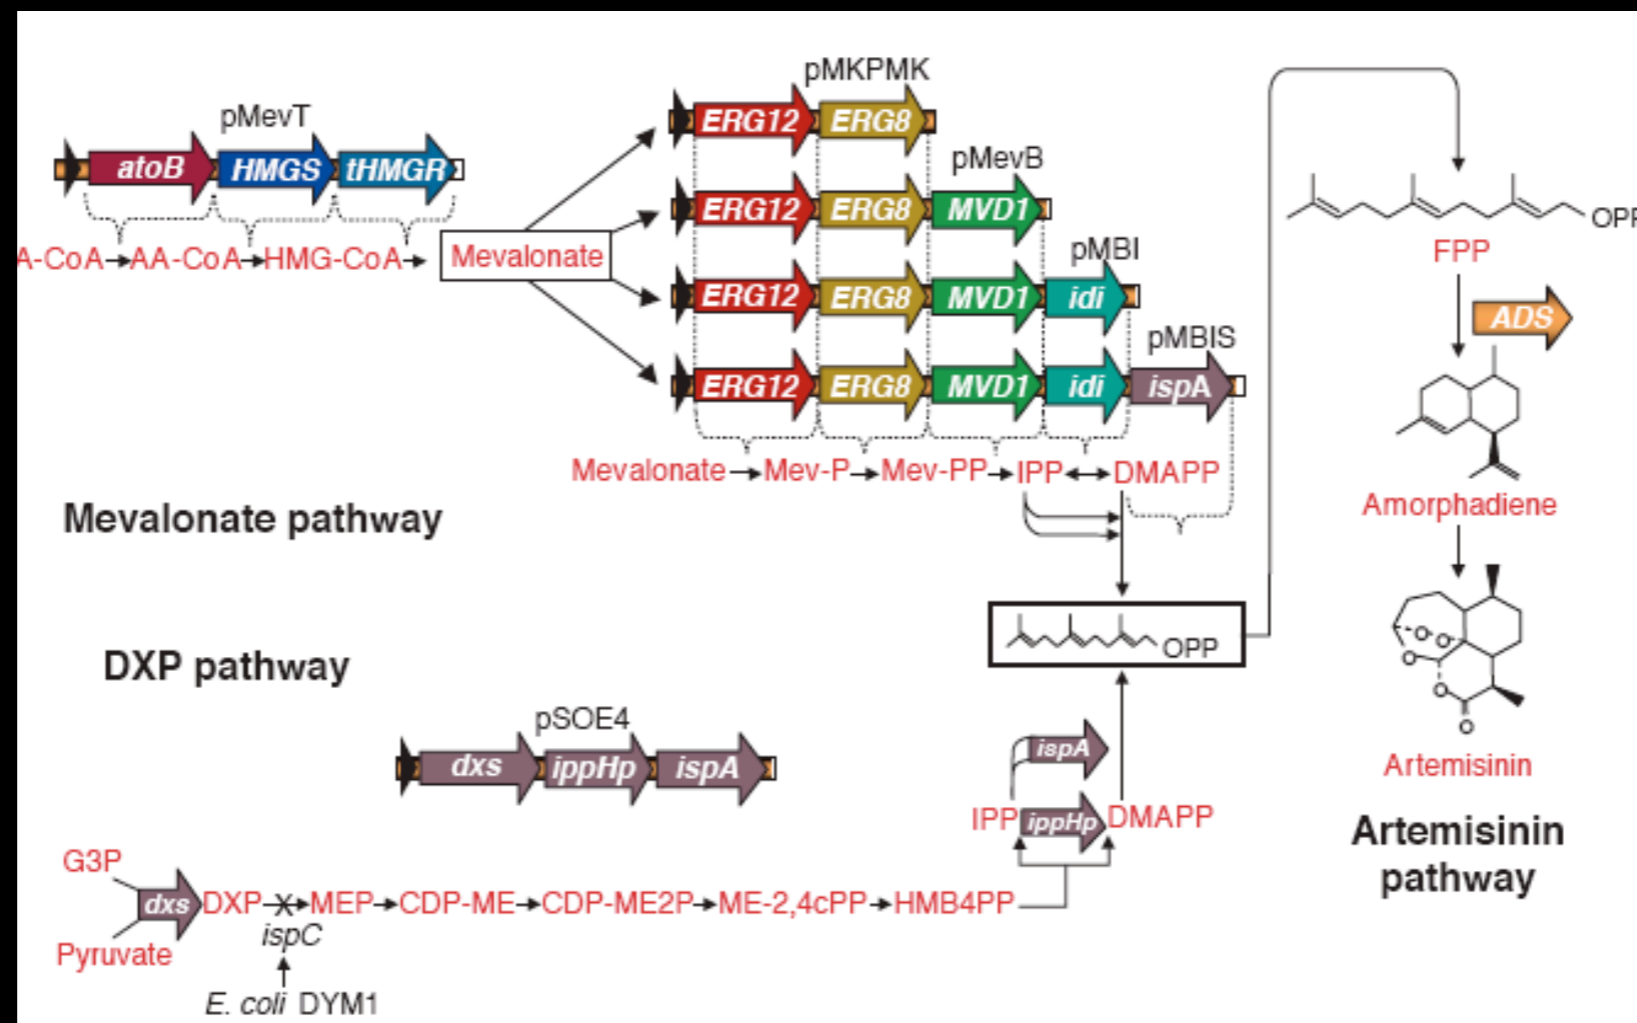 pMevT
atoB HMGS tHMGR
A-CoA AA-CoA HMG-CoA
Mevalonate
pMKPMK
ERG12 ERG8
pMevB
ERG12 ERG8 MVD1
pMBI
ERG12 ERG8 MVD1 idi
pMBIS
ERG12 ERG8 MVD1 idi ispA
Mevalonate Mev-P Mev-PP IPP DMAPP
Mevalonate pathway
OPP
DXP pathway
pSOE4
dxs ippHp ispA
ispA
IPP ippHp DMAPP
G3P
dxs DXP X MEP CDP-ME CDP-ME2P ME-2,4cPP HMB4PP
Pyruvate
ispC
E. coli DYM1
OPP
FPP
ADS
Amorphadiene
O O
O
O
O
Artemisinin
Artemisinin
pathway